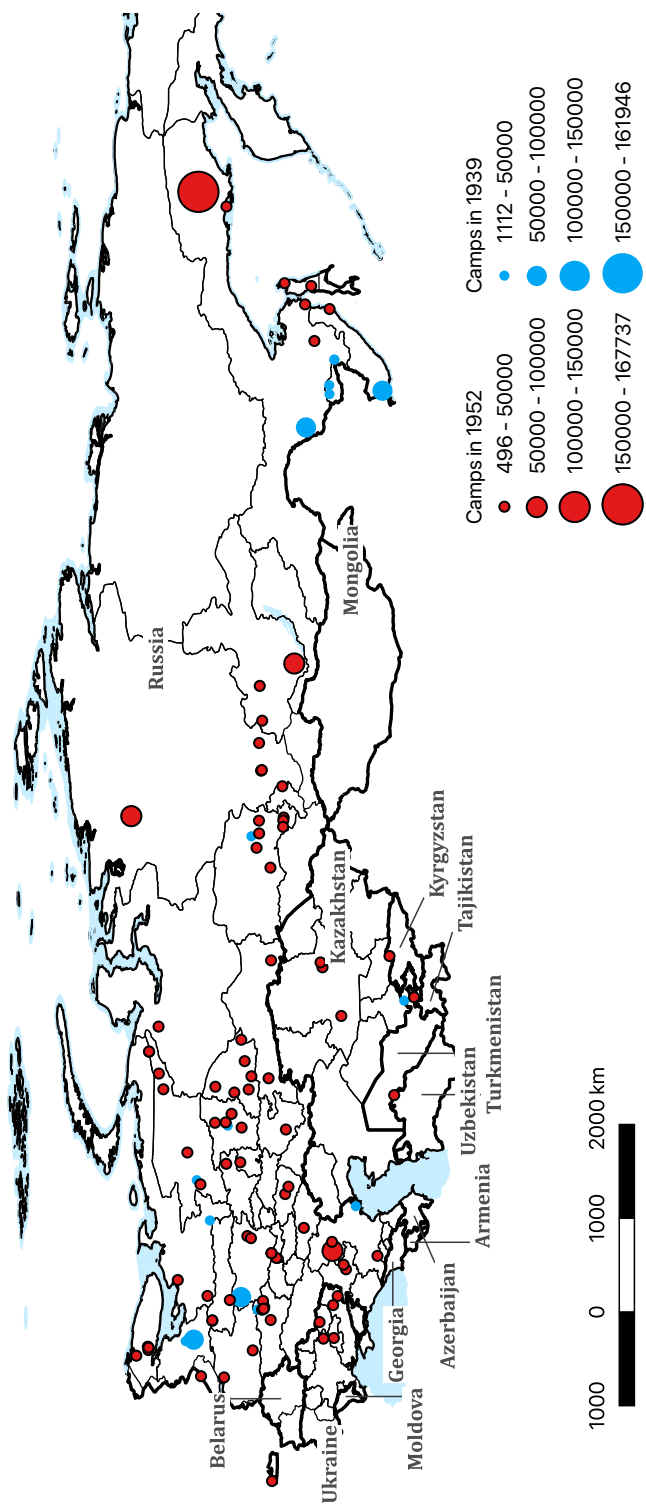 Russia
Mongolia
Kazakhstan
Kyrgyzstan
Tajikistan
Uzbekistan
Turkmenistan
Belarus
Ukraine
Moldova
Georgia
Azerbaijan
Armenia
1000 0 1000 2000 km
Camps in 1952
496 - 50000
50000 - 100000
100000 - 150000
150000 - 167737
Camps in 1939
1112 - 50000
50000 - 100000
100000 - 150000
150000 - 161946